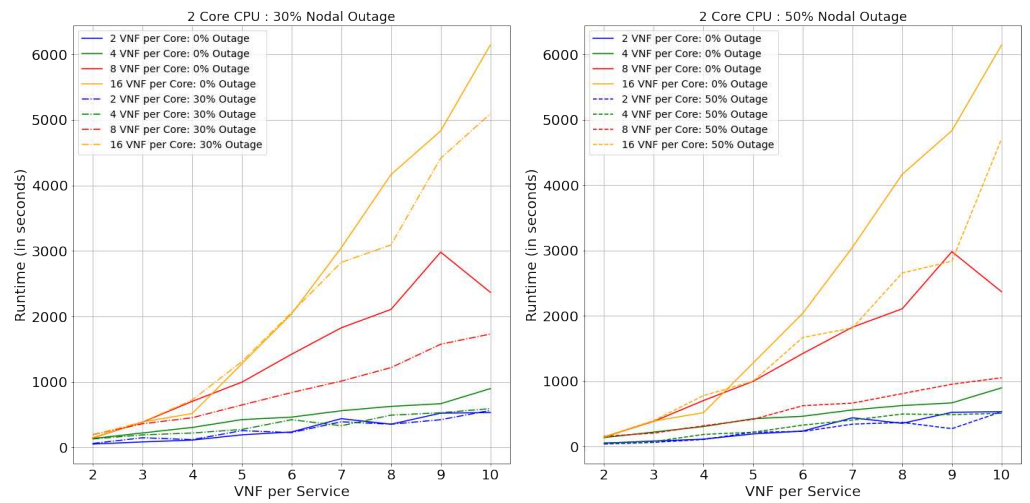 2 Core CPU : 30% Nodal Outage
2 VNF per Core: 0% Outage
4 VNF per Core: 0% Outage
8 VNF per Core: 0% Outage
16 VNF per Core: 0% Outage
2 VNF per Core: 30% Outage
4 VNF per Core: 30% Outage
8 VNF per Core: 30% Outage
16 VNF per Core: 30% Outage
Runtime (in seconds)
6000
5000
4000
3000
2000
1000
0
2 3 4 5 6 7 8 9 10
VNF per Service
2 Core CPU : 50% Nodal Outage
2 VNF per Core: 0% Outage
4 VNF per Core: 0% Outage
8 VNF per Core: 0% Outage
16 VNF per Core: 0% Outage
2 VNF per Core: 50% Outage
4 VNF per Core: 50% Outage
8 VNF per Core: 50% Outage
16 VNF per Core: 50% Outage
Runtime (in seconds)
6000
5000
4000
3000
2000
1000
0
2 3 4 5 6 7 8 9 10
VNF per Service